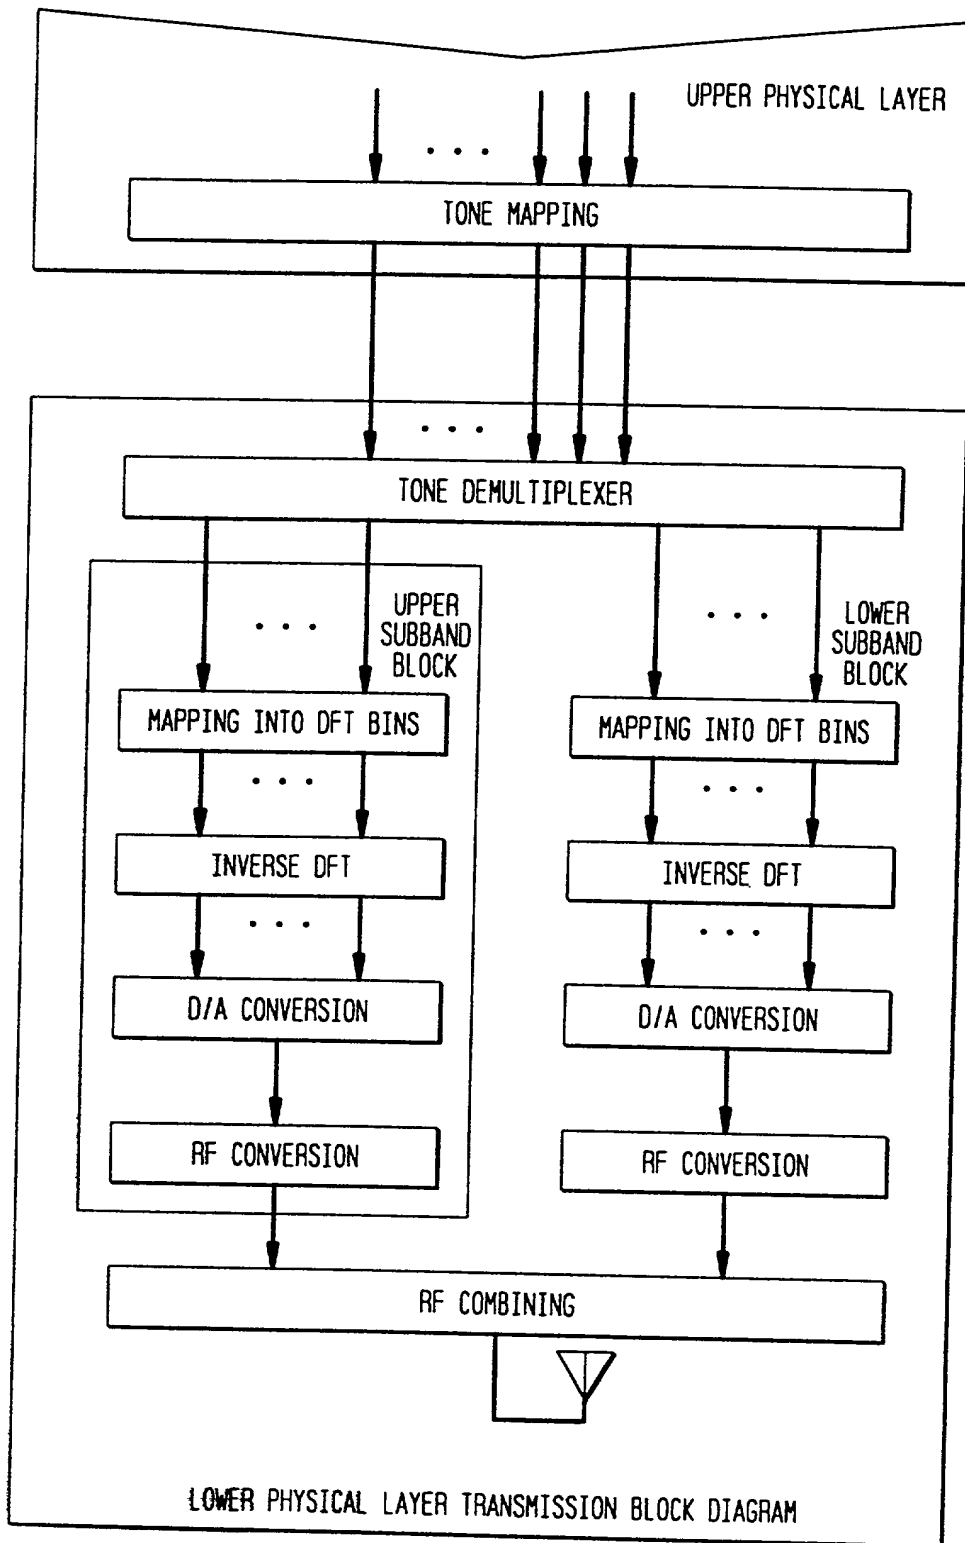 UPPER PHYSICAL LAYER
TONE MAPPING
TONE DEMULTIPLEXER
UPPER
SUBBAND
BLOCK
LOWER
SUBBAND
BLOCK
MAPPING INTO DFT BINS
MAPPING INTO DFT BINS
INVERSE DFT
INVERSE DFT
D/A CONVERSION
D/A CONVERSION
RF CONVERSION
RF CONVERSION
RF COMBINING
LOWER PHYSICAL LAYER TRANSMISSION BLOCK DIAGRAM